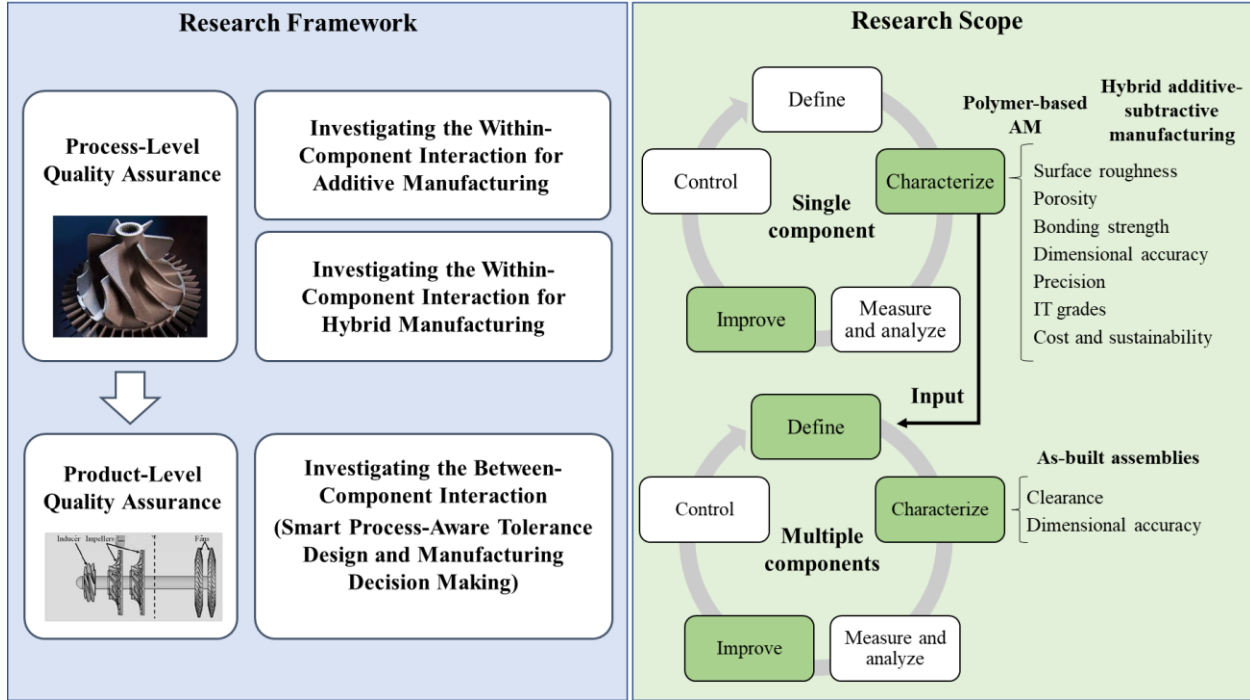 Research Framework
Process-Level
Quality Assurance
Investigating the Within-
Component Interaction for
Additive Manufacturing
Investigating the Within-
Component Interaction for
Hybrid Manufacturing
Product-Level
Quality Assurance
Inducer
Impellers
Fans
Investigating the Between-
Component Interaction
(Smart Process-Aware Tolerance
Design and Manufacturing
Decision Making)
Research Scope
Define
Control
Characterize
Single
component
Improve
Measure
and analyze
Polymer-based
AM
Hybrid additive-
subtractive
manufacturing
Surface roughness
Porosity
Bonding strength
Dimensional accuracy
Precision
IT grades
Cost and sustainability
Input
Define
Control
Characterize
Multiple
components
Improve
Measure and
analyze
As-built assemblies
Clearance
Dimensional accuracy